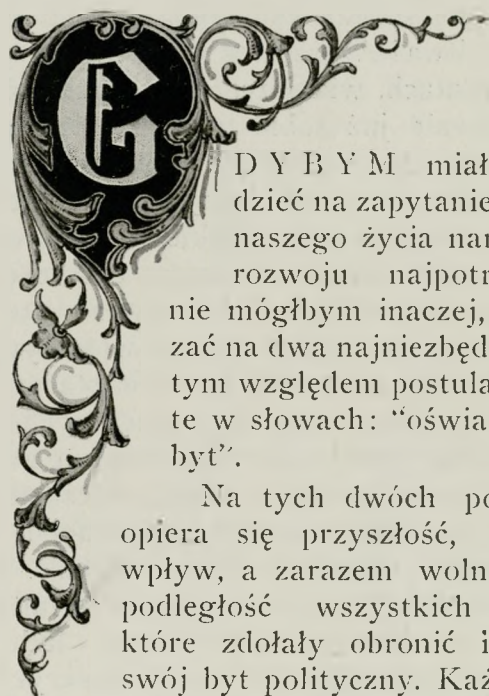 GDYBYM miał
dzieć na zapytanie
naszego życia nar
rozwoju najpotr
nie mógłbym inaczej,
zać na dwa najniezbęd
tym względem postula
te w słowach: “oświa
byt”.
Na tych dwóch po
opiera się przyszłość,
wpływ, a zarazem woln
podległość wszystkich
które zdołały obronić i
swój byt polityczny. Każ